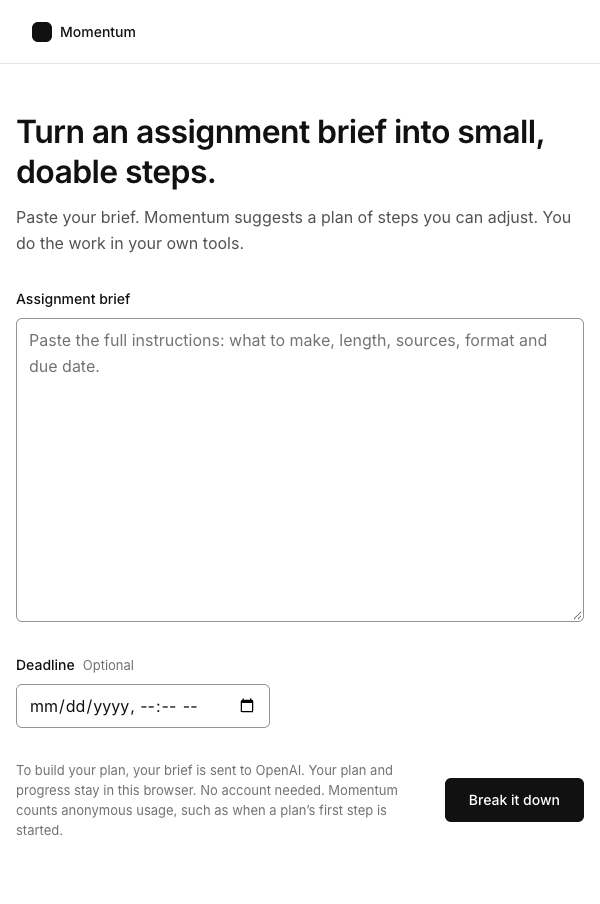 Momentum
Turn an assignment brief into small,
doable steps.
Paste your brief. Momentum suggests a plan of steps you can adjust. You
do the work in your own tools.
Assignment brief
Paste the full instructions: what to make, length, sources, format and
due date.
Deadline Optional
mm/dd/yyyy, --:-- --
To build your plan, your brief is sent to OpenAI. Your plan and
progress stay in this browser. No account needed. Momentum
counts anonymous usage, such as when a plan’s first step is
started.
Break it down